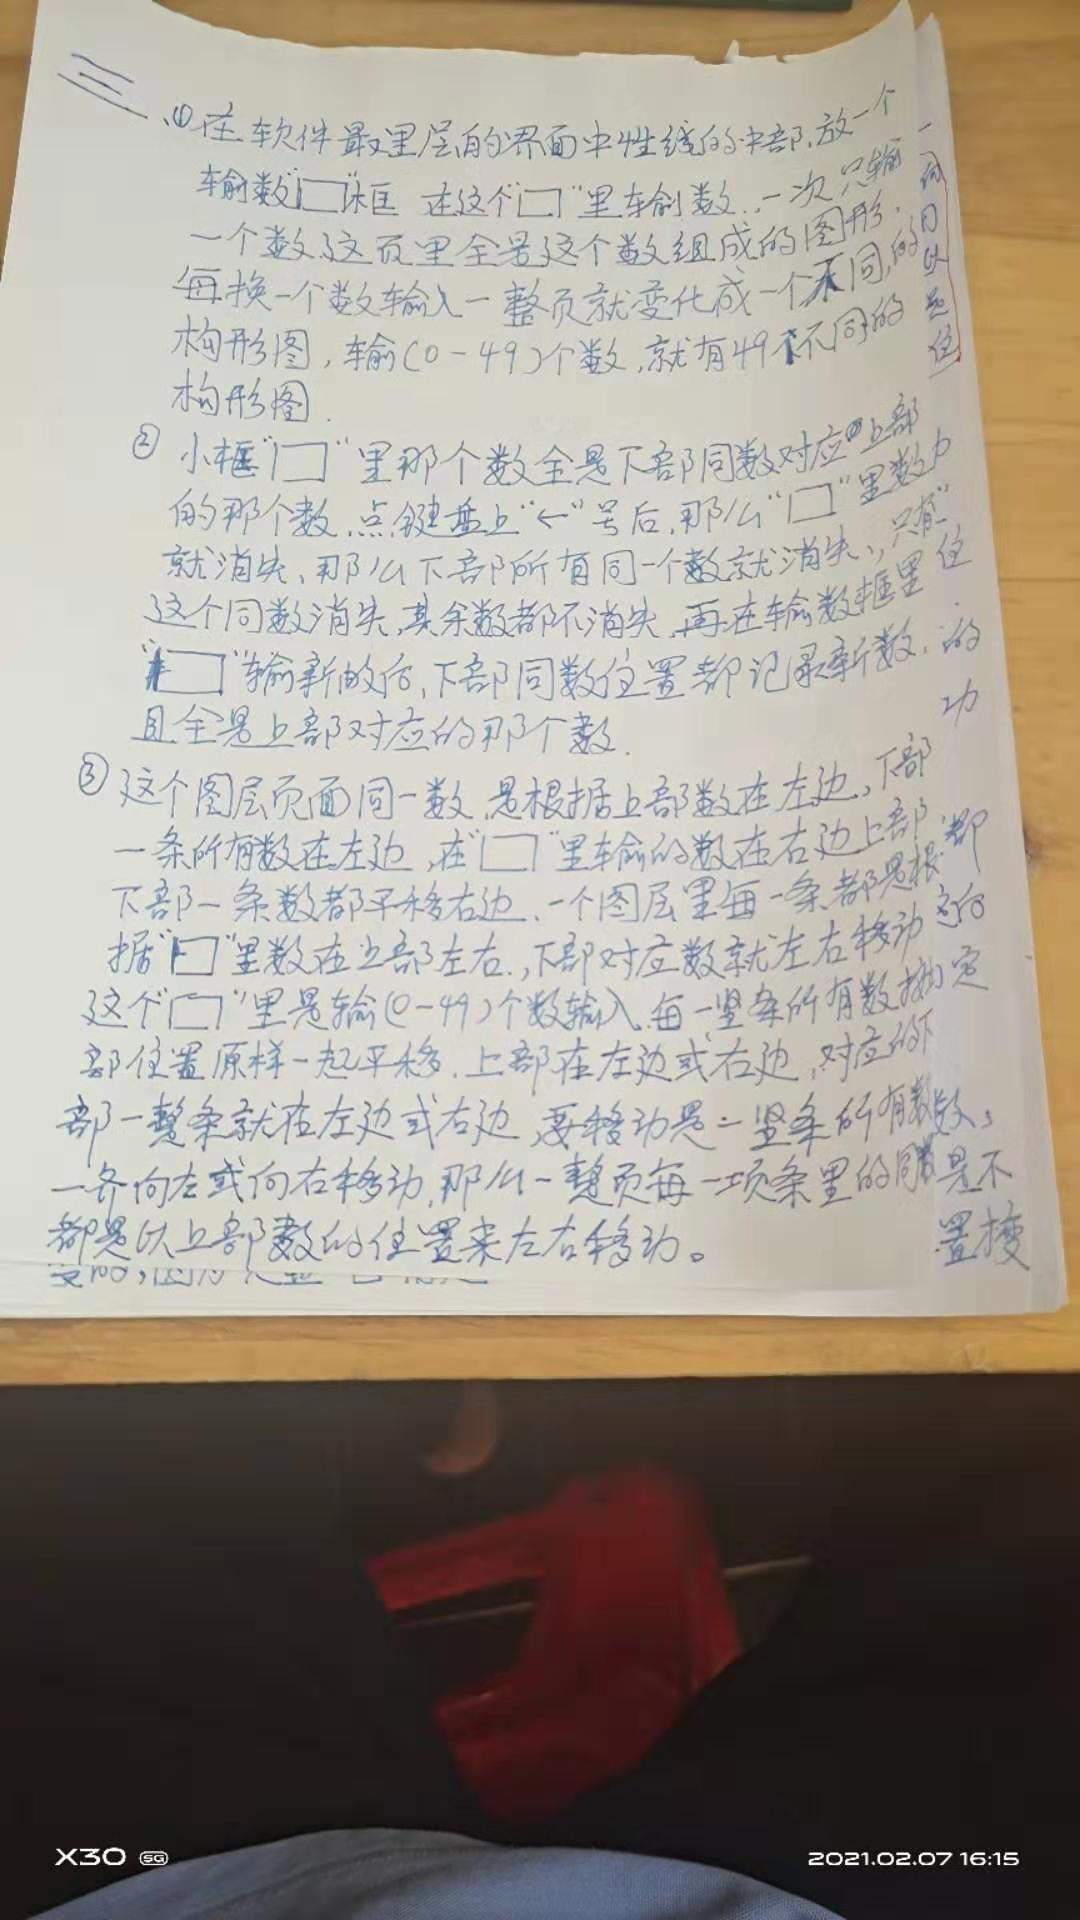 三、①在软件最里层的界面中性线的中部,放一个
输数“□”框 在这个“□”里输数,一次只输
一个数,这页里全是这个数组成的图形.
每换一个数输入一整页就变化成一个不同的
构形图,输(0-49)个数,就有49个不同的
构形图.
② 小框“□”里那个数全是下部同数对应上部
的那个数,点键盘上“←”号后,那么“□”里数
就消失、那么下部所有同一个数就消失,只有
这个同数消失,其余数都不消失,再在输数框里
“□”输新的后,下部同数位置都记录新数.
且全是上部对应的那个数.
③ 这个图层页面同一数,是根据上部数在左边,下部
一条所有数在左边,在“□”里输的数在右边上部
下部一条数都平移右边、一个图层里每一条都是根
据“□”里数在上部左右,下部对应数就左右移动
这个“□”里是输(0-49)个数输入.每一竖条所有数按
部位置原样一起平移.上部在左边或右边,对应的下
部一整条就在左边或右边,要移动是一竖条所有数
一齐向左或向右移动,那么一整页每一项条里的同数
都是以上部数的位置来左右移动。
的
功
都
定
是不
置换
X30 5G
2021.02.07 16:15